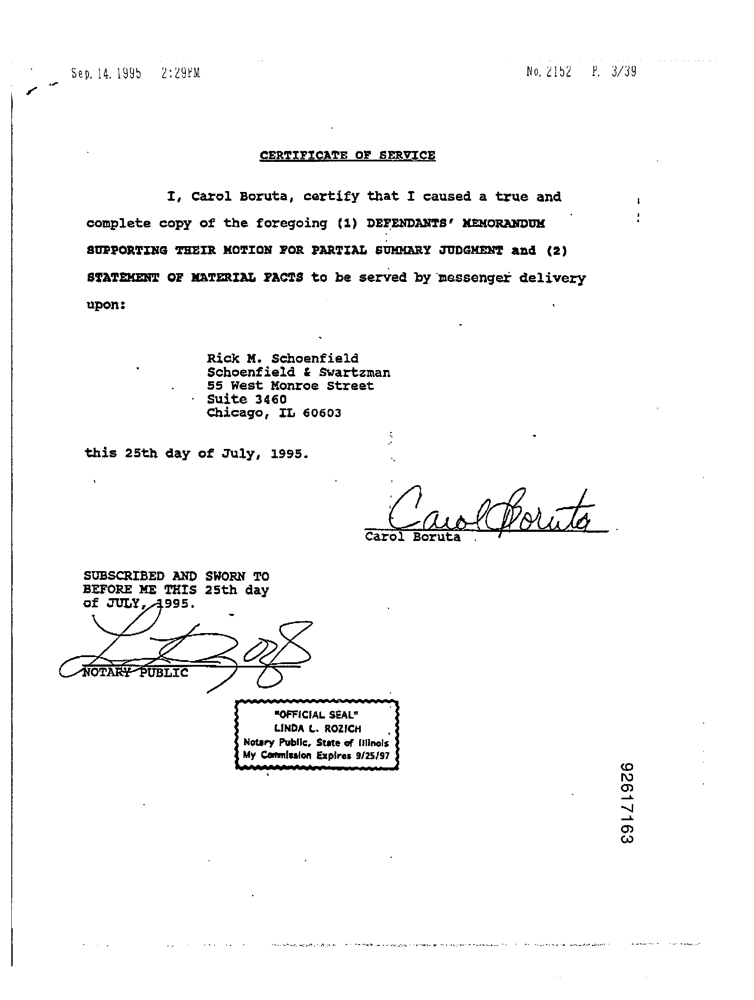 Sep. 14. 1995 2:29PM No. 2152 P. 3/39
CERTIFICATE OF SERVICE
I, Carol Boruta, certify that I caused a true and
complete copy of the foregoing (1) DEFENDANTS' MEMORANDUM
SUPPORTING THEIR MOTION FOR PARTIAL SUMMARY JUDGMENT and (2)
STATEMENT OF MATERIAL FACTS to be served by messenger delivery
upon:
Rick M. Schoenfield
Schoenfield & Swartzman
55 West Monroe Street
Suite 3460
Chicago, IL 60603
this 25th day of July, 1995.
Carol Boruta
Carol Boruta
SUBSCRIBED AND SWORN TO
BEFORE ME THIS 25th day
of JULY, 1995.
NOTARY PUBLIC
"OFFICIAL SEAL"
LINDA L. ROZICH
Notary Public, State of Illinois
My Commission Expires 9/25/97
92617163